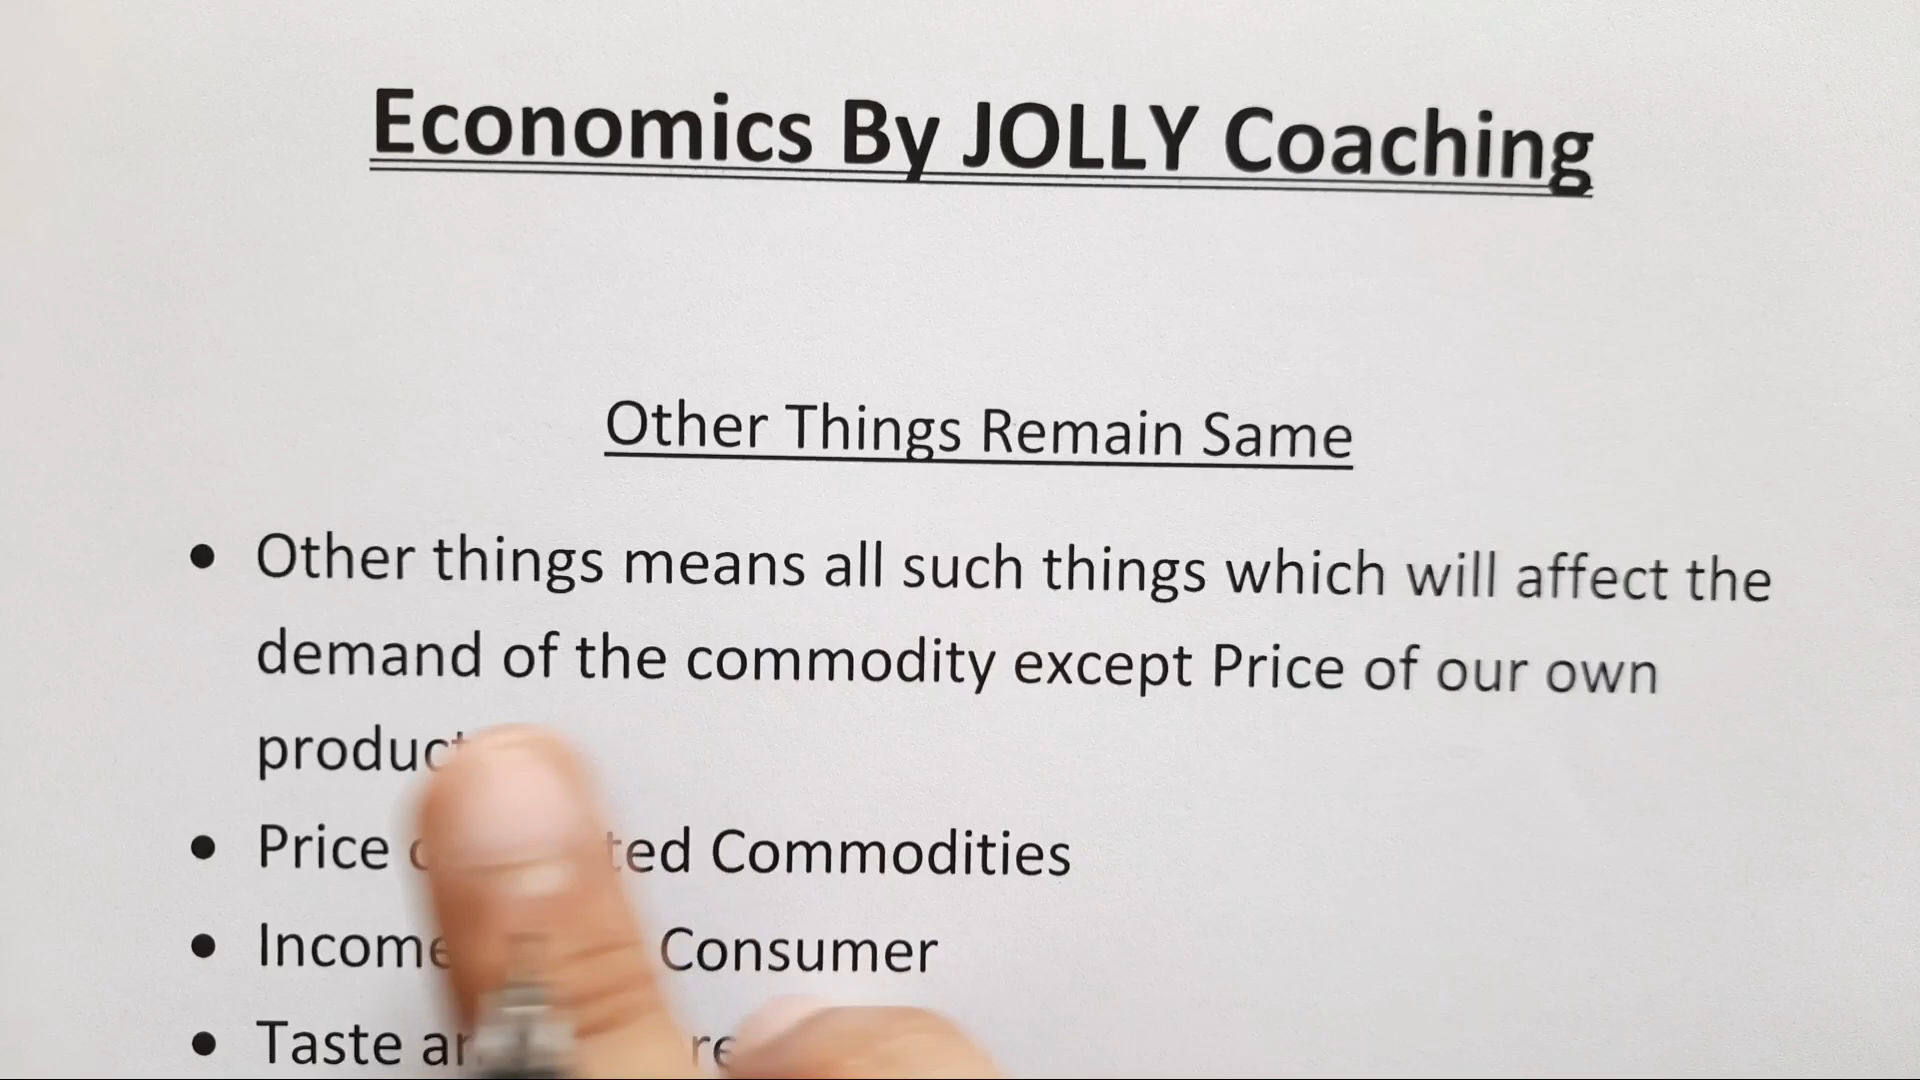 Economics By JOLLY Coaching
Other Things Remain Same
• Other things means all such things which will affect the
demand of the commodity except Price of our own
product
• Price Commodities
• Income Consumer
• Taste